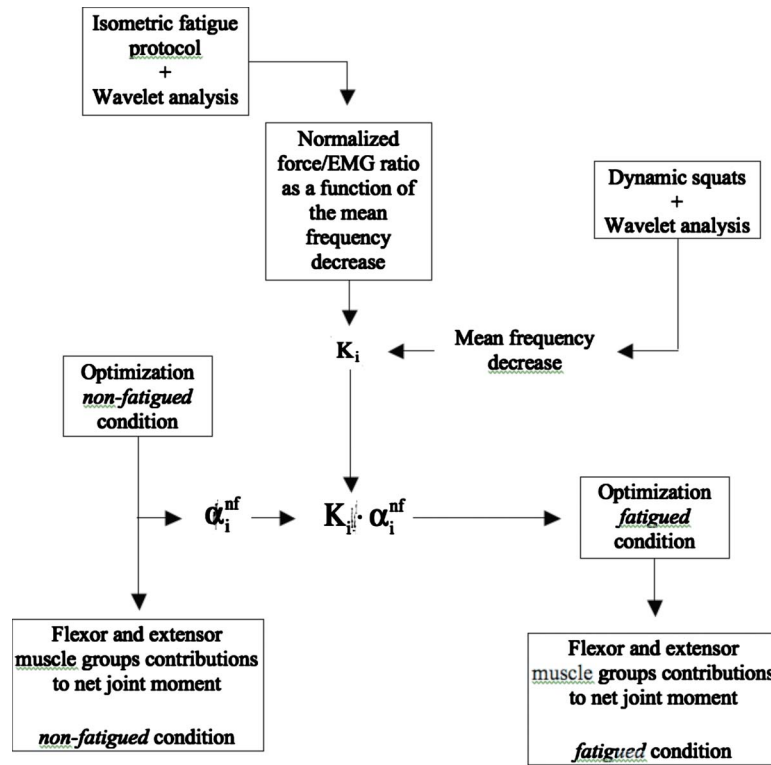 Isometric fatigue
protocol
+
Wavelet analysis
Normalized
force/EMG ratio
as a function of
the mean
frequency
decrease
Dynamic squats
+
Wavelet analysis
Mean frequency
decrease
K_i
Optimization
non-fatigued
condition
α_i^nf
K_i · α_i^nf
Optimization
fatigued
condition
Flexor and extensor
muscle groups contributions
to net joint moment
non-fatigued condition
Flexor and extensor
muscle groups contributions
to net joint moment
fatigued condition